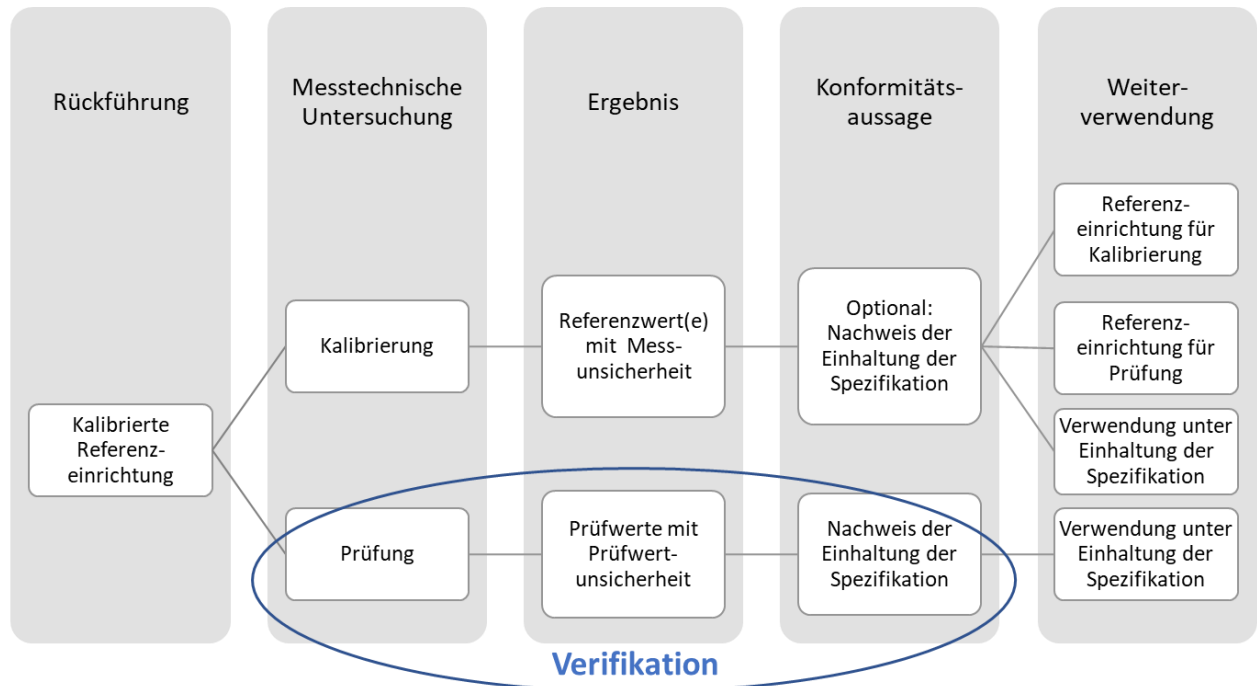 Rückführung
Messtechnische
Untersuchung
Ergebnis
Konformitäts-
aussage
Weiter-
verwendung
Kalibrierte
Referenz-
einrichtung
Kalibrierung
Referenzwert(e)
mit Mess-
unsicherheit
Optional:
Nachweis der
Einhaltung der
Spezifikation
Referenz-
einrichtung für
Kalibrierung
Referenz-
einrichtung für
Prüfung
Verwendung unter
Einhaltung der
Spezifikation
Prüfung
Prüfwerte mit
Prüfwert-
unsicherheit
Nachweis der
Einhaltung der
Spezifikation
Verwendung unter
Einhaltung der
Spezifikation
Verifikation